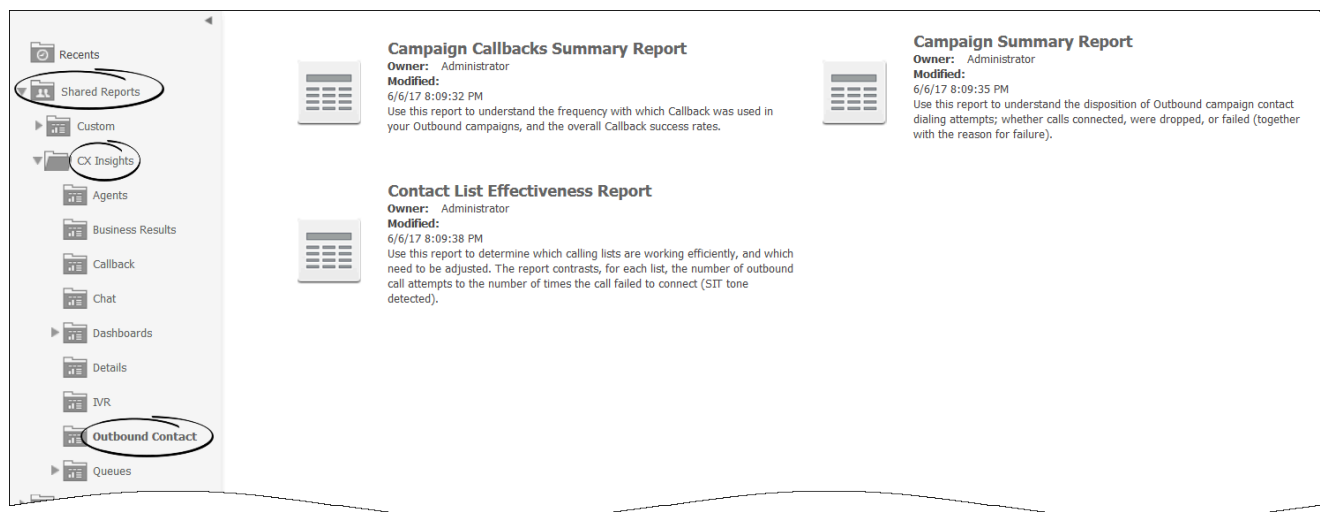 Recents
Shared Reports
Custom
CX Insights
Agents
Business Results
Callback
Chat
Dashboards
Details
IVR
Outbound Contact
Queues
Campaign Callbacks Summary Report
Owner: Administrator
Modified:
6/6/17 8:09:32 PM
Use this report to understand the frequency with which Callback was used in
your Outbound campaigns, and the overall Callback success rates.
Campaign Summary Report
Owner: Administrator
Modified:
6/6/17 8:09:35 PM
Use this report to understand the disposition of Outbound campaign contact
dialing attempts; whether calls connected, were dropped, or failed (together
with the reason for failure).
Contact List Effectiveness Report
Owner: Administrator
Modified:
6/6/17 8:09:38 PM
Use this report to determine which calling lists are working efficiently, and which
need to be adjusted. The report contrasts, for each list, the number of outbound
call attempts to the number of times the call failed to connect (SIT tone
detected).